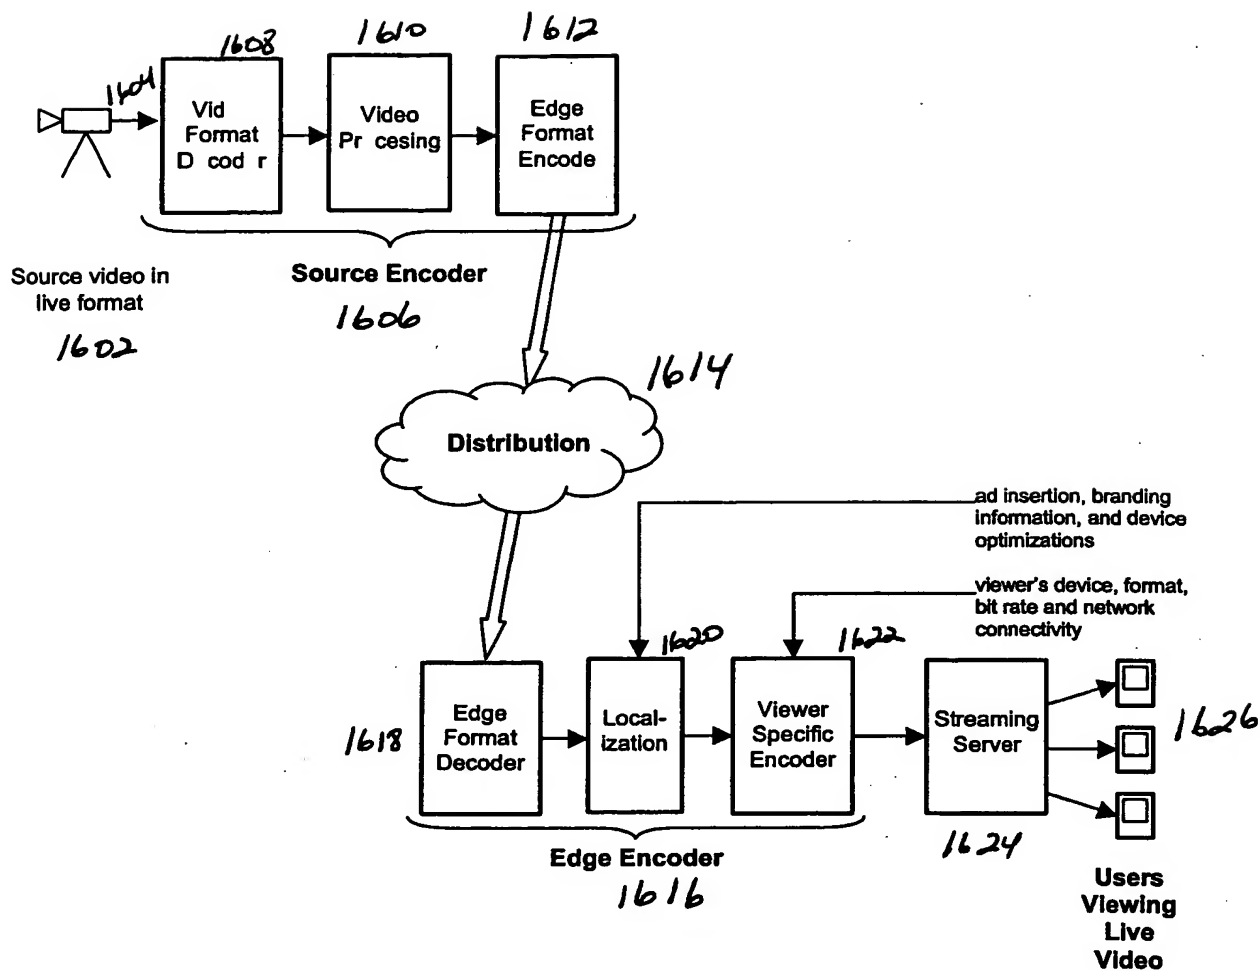 1604
1608
1610
1612
Vid
Format
D cod r
Video
Pr cesing
Edge
Format
Encode
Source Encoder
1606
Source video in
live format
1602
1614
Distribution
ad insertion, branding
information, and device
optimizations
viewer's device, format,
bit rate and network
connectivity
1618
Edge
Format
Decoder
1620
Local-
ization
1622
Viewer
Specific
Encoder
Streaming
Server
1624
1626
Edge Encoder
1616
Users
Viewing
Live
Video